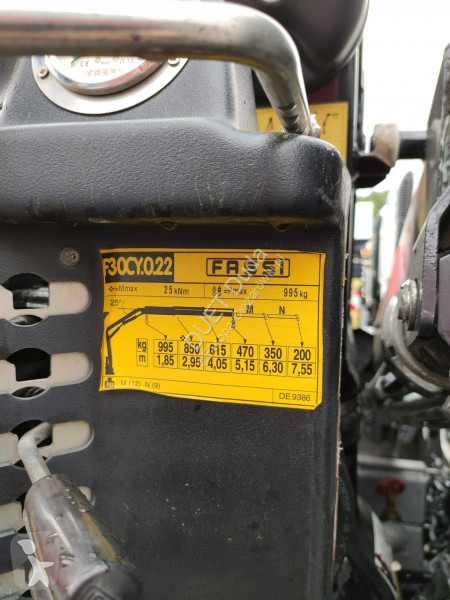 F30CY.0.22 FASSI
=Mmax 25 kNm =Pmax 995 kg
25° M N
kg 995 850 615 470 350 200
m 1,85 2,95 4,05 5,15 6,30 7,55
M (12) N (9) DE 9386